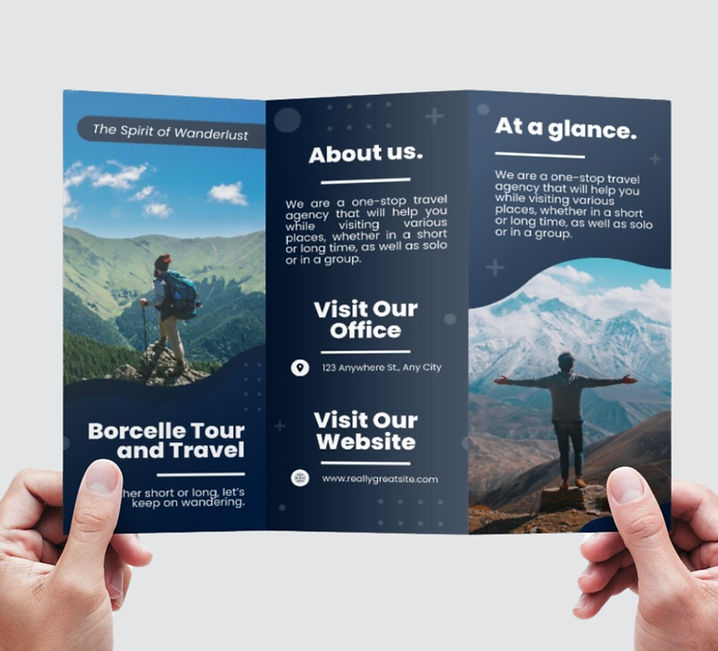 The Spirit of Wanderlust
Borcelle Tour
and Travel
her short or long, let's
keep on wandering.
About us.
We are a one-stop travel
agency that will help you
while visiting various
places, whether in a short
or long time, as well as solo
or in a group.
Visit Our
Office
123 Anywhere St., Any City
Visit Our
Website
www.reallygreatsite.com
At a glance.
We are a one-stop travel
agency that will help you
while visiting various
places, whether in a short
or long time, as well as solo
or in a group.